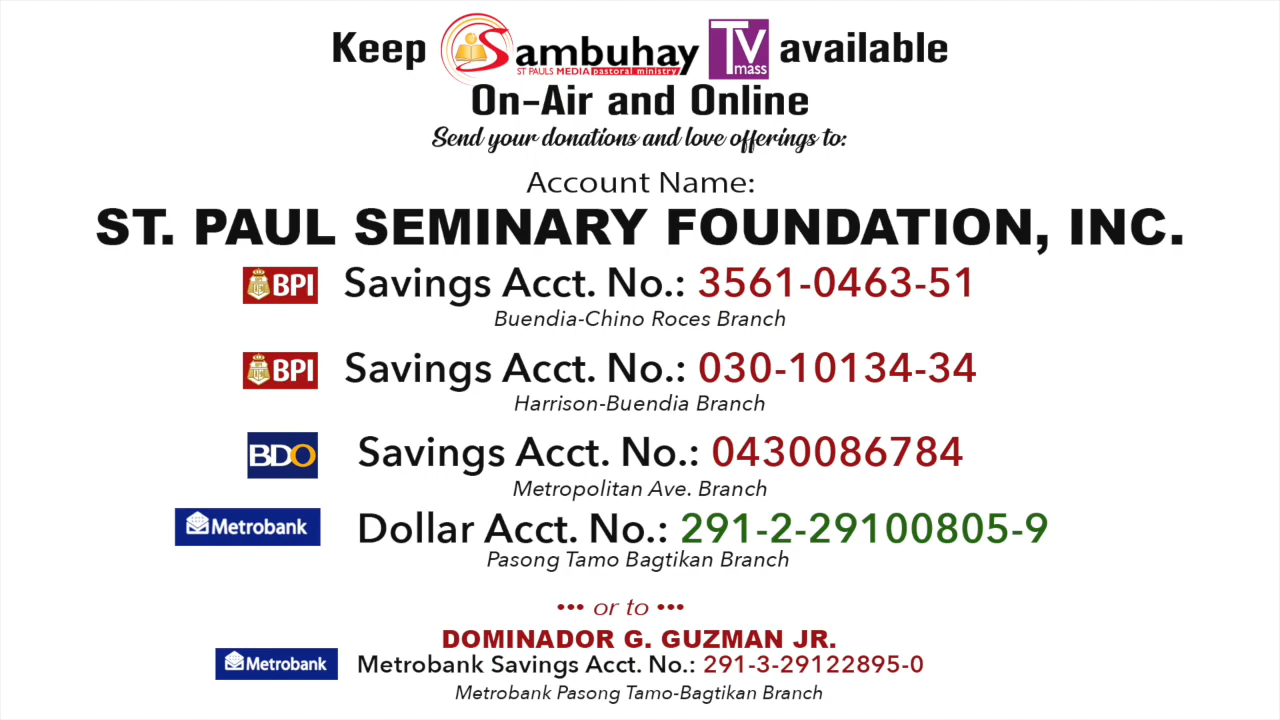 Keep Sambuhay TV mass available
ST PAULS MEDIA pastoral ministry
On-Air and Online
Send your donations and love offerings to:
Account Name:
ST. PAUL SEMINARY FOUNDATION, INC.
BPI Savings Acct. No.: 3561-0463-51
Buendia-Chino Roces Branch
BPI Savings Acct. No.: 030-10134-34
Harrison-Buendia Branch
BDO Savings Acct. No.: 0430086784
Metropolitan Ave. Branch
Metrobank Dollar Acct. No.: 291-2-29100805-9
Pasong Tamo Bagtikan Branch
••• or to •••
DOMINADOR G. GUZMAN JR.
Metrobank Metrobank Savings Acct. No.: 291-3-29122895-0
Metrobank Pasong Tamo-Bagtikan Branch